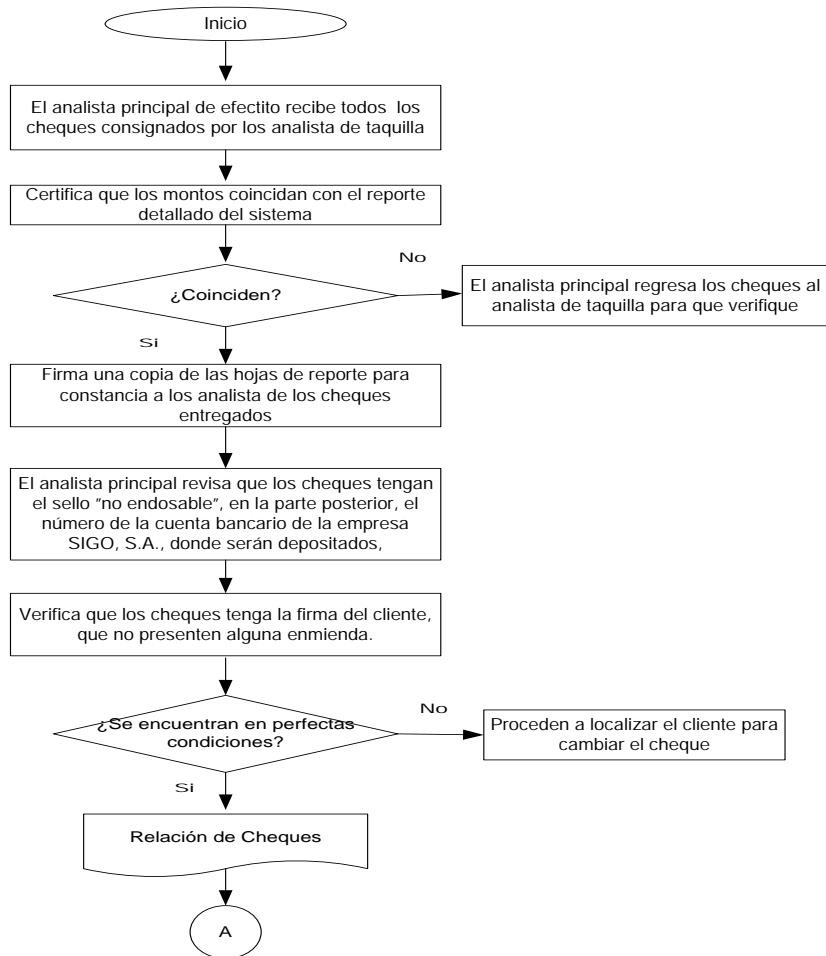 Inicio
El analista principal de efectito recibe todos los
cheques consignados por los analista de taquilla
Certifica que los montos coincidan con el reporte
detallado del sistema
¿Coinciden?
No
El analista principal regresa los cheques al
analista de taquilla para que verifique
Si
Firma una copia de las hojas de reporte para
constancia a los analista de los cheques
entregados
El analista principal revisa que los cheques tengan
el sello "no endosable", en la parte posterior, el
número de la cuenta bancario de la empresa
SIGO, S.A., donde serán depositados,
Verifica que los cheques tenga la firma del cliente,
que no presenten alguna enmienda.
¿Se encuentran en perfectas
condiciones?
No
Proceden a localizar el cliente para
cambiar el cheque
Si
Relación de Cheques
A